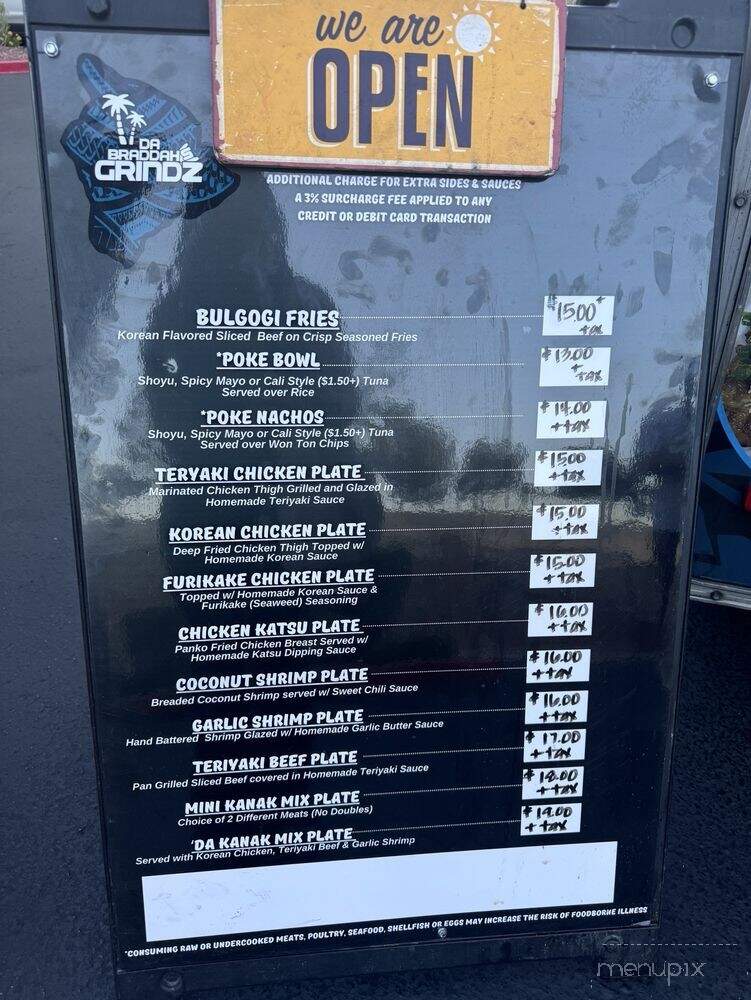 we are
OPEN
DA
BRADDAH'S
GRINDZ
ADDITIONAL CHARGE FOR EXTRA SIDES & SAUCES
A 3% SURCHARGE FEE APPLIED TO ANY
CREDIT OR DEBIT CARD TRANSACTION
BULGOGI FRIES $15.00 + tax
Korean Flavored Sliced Beef on Crisp Seasoned Fries
*POKE BOWL $13.00 + tax
Shoyu, Spicy Mayo or Cali Style ($1.50+) Tuna
Served over Rice
*POKE NACHOS $14.00 + tax
Shoyu, Spicy Mayo or Cali Style ($1.50+) Tuna
Served over Won Ton Chips
TERYAKI CHICKEN PLATE $15.00 + tax
Marinated Chicken Thigh Grilled and Glazed in
Homemade Teriyaki Sauce
KOREAN CHICKEN PLATE $15.00 + tax
Deep Fried Chicken Thigh Topped w/
Homemade Korean Sauce
FURIKAKE CHICKEN PLATE $15.00 + tax
Topped w/ Homemade Korean Sauce &
Furikake (Seaweed) Seasoning
CHICKEN KATSU PLATE $16.00 + tax
Panko Fried Chicken Breast Served w/
Homemade Katsu Dipping Sauce
COCONUT SHRIMP PLATE $16.00 + tax
Breaded Coconut Shrimp served w/ Sweet Chili Sauce
GARLIC SHRIMP PLATE $16.00 + tax
Hand Battered Shrimp Glazed w/ Homemade Garlic Butter Sauce
TERIYAKI BEEF PLATE $17.00 + tax
Pan Grilled Sliced Beef covered in Homemade Teriyaki Sauce
MINI KANAK MIX PLATE + tax
Choice of 2 Different Meats (No Doubles)
'DA KANAK MIX PLATE $19.00 + tax
Served with Korean Chicken, Teriyaki Beef & Garlic Shrimp
*CONSUMING RAW OR UNDERCOOKED MEATS, POULTRY, SEAFOOD, SHELLFISH OR EGGS MAY INCREASE THE RISK OF FOODBORNE ILLNESS
menupix